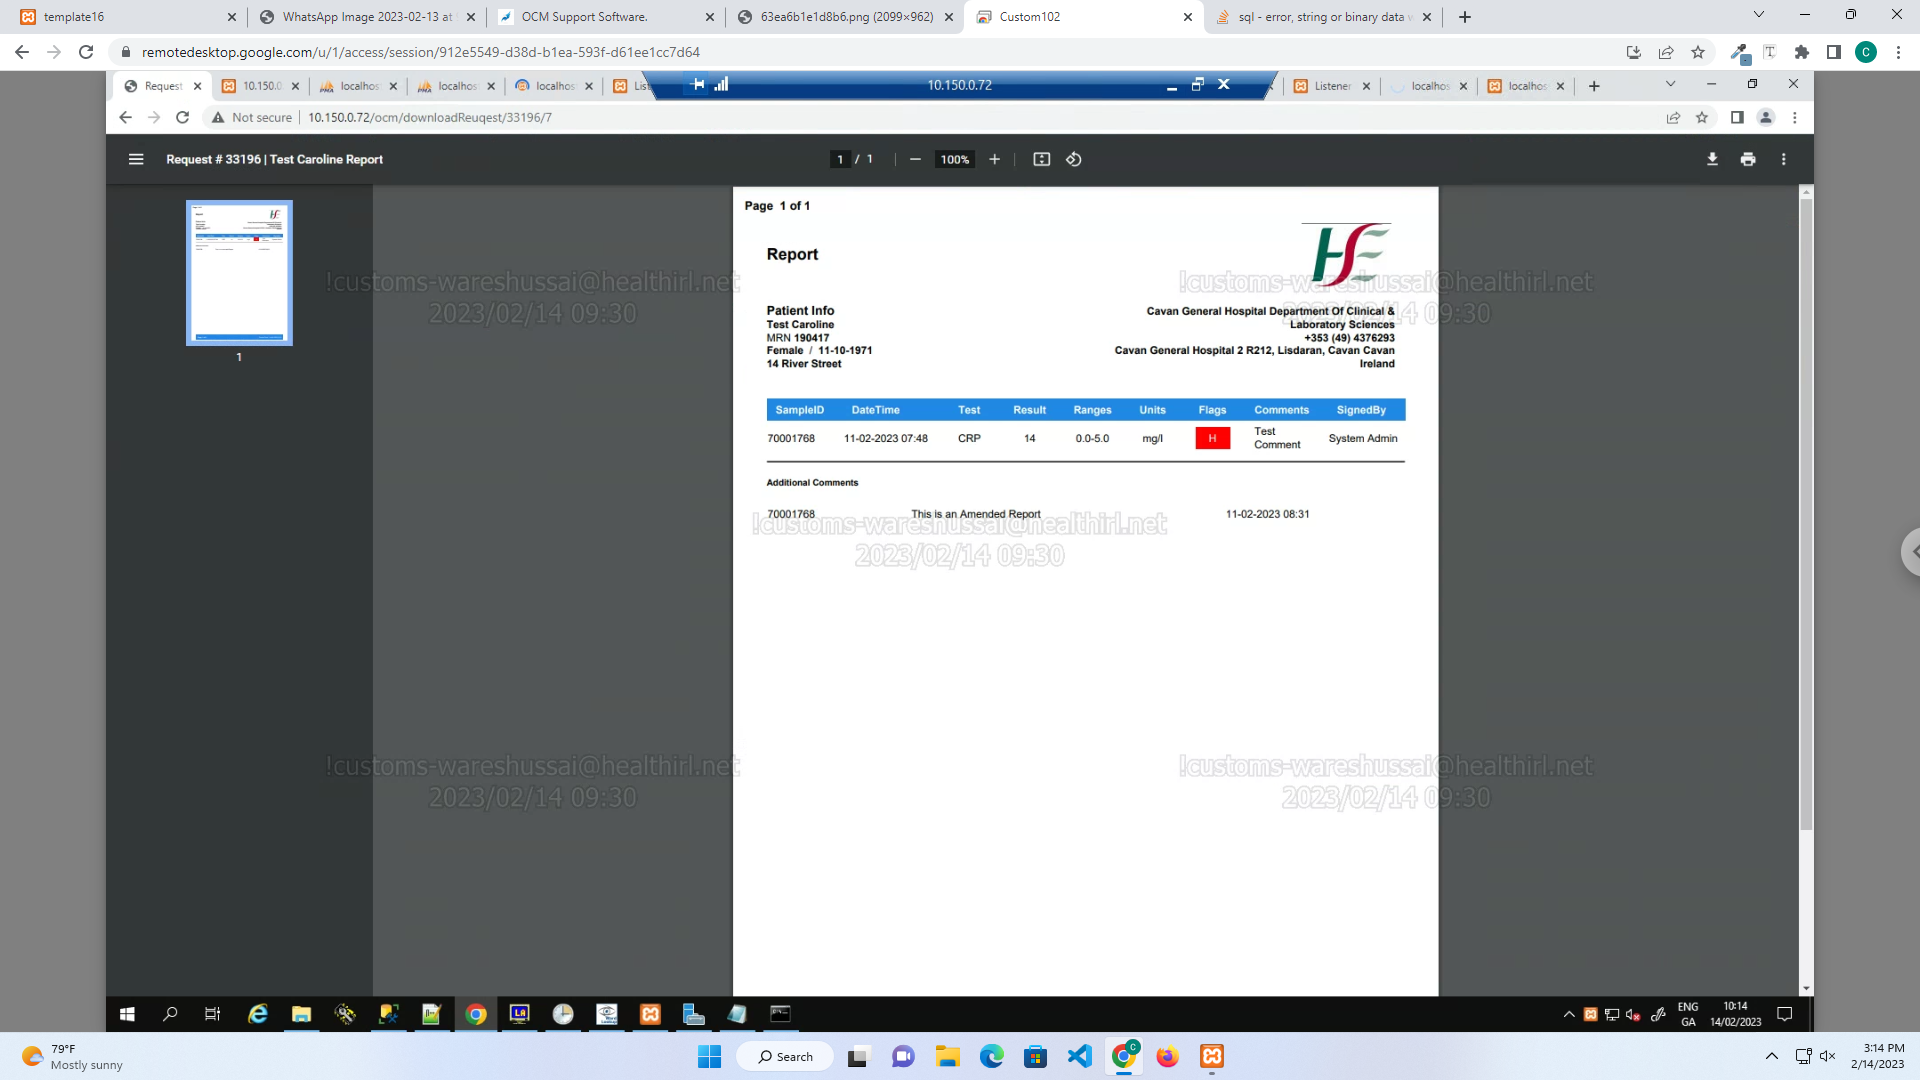 template16
WhatsApp Image 2023-02-13 at
OCM Support Software.
63ea6b1e1d8b6.png (2099×962)
Custom102
sql - error, string or binary data w
remotedesktop.google.com/u/1/access/session/912e5549-d38d-b1ea-593f-d61ee1cc7d64
C
Request
10.150.0
localhos
localhos
localhos
Lis
10.150.0.72
Listener
localhos
localhos
Not secure
10.150.0.72/ocm/downloadReuqest/33196/7
Request # 33196 | Test Caroline Report
1 / 1
100%
1
Page 1 of 1
Report
HSE
Patient Info
Test Caroline
MRN 190417
Female / 11-10-1971
14 River Street
Cavan General Hospital Department Of Clinical &
Laboratory Sciences
+353 (49) 4376293
Cavan General Hospital 2 R212, Lisdaran, Cavan Cavan
Ireland
SampleID DateTime Test Result Ranges Units Flags Comments SignedBy
70001768 11-02-2023 07:48 CRP 14 0.0-5.0 mg/l H Test Comment System Admin
Additional Comments
70001768 This is an Amended Report 11-02-2023 08:31
!customs-wareshussai@healthirl.net
2023/02/14 09:30
!customs-wareshussai@healthirl.net
2023/02/14 09:30
!customs-wareshussai@healthirl.net
2023/02/14 09:30
!customs-wareshussai@healthirl.net
2023/02/14 09:30
!customs-wareshussai@healthirl.net
2023/02/14 09:30
ENG
GA
10:14
14/02/2023
79°F
Mostly sunny
Search
C
3:14 PM
2/14/2023